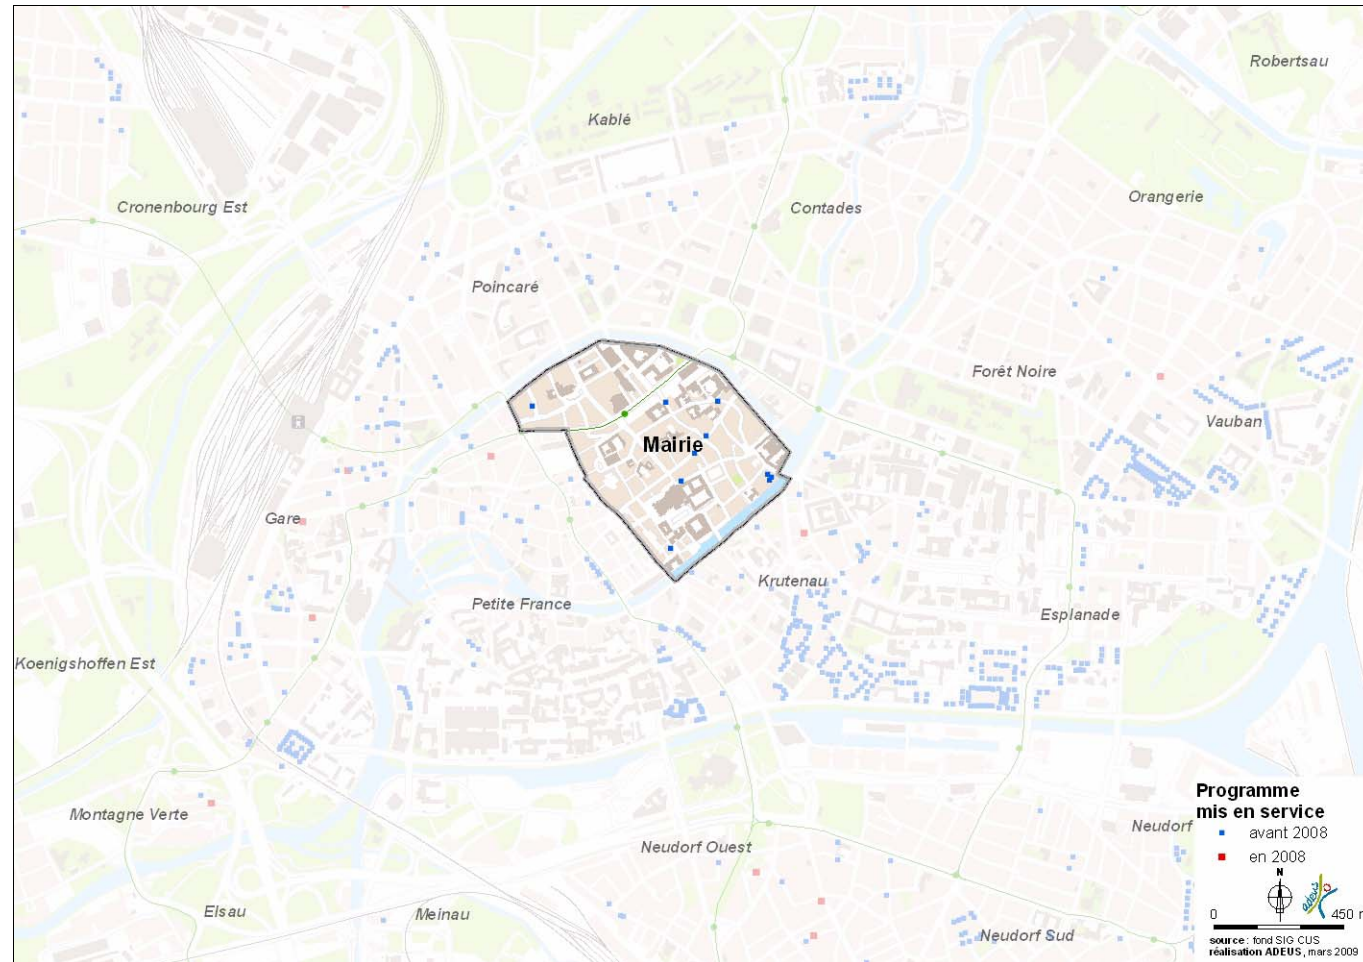 Robertsau
Kablé
Orangerie
Cronenbourg Est
Contades
Poincaré
Forêt Noire
Vauban
Mairie
Gare
Krutenau
Petite France
Esplanade
Koenigshoffen Est
Montagne Verte
Neudorf Ouest
Neudorf
Elsau
Meinau
Neudorf Sud
Programme
mis en service
avant 2008
en 2008
N
adeus
0 450 r
source : fond SIG CUS
réalisation ADEUS, mars 2009